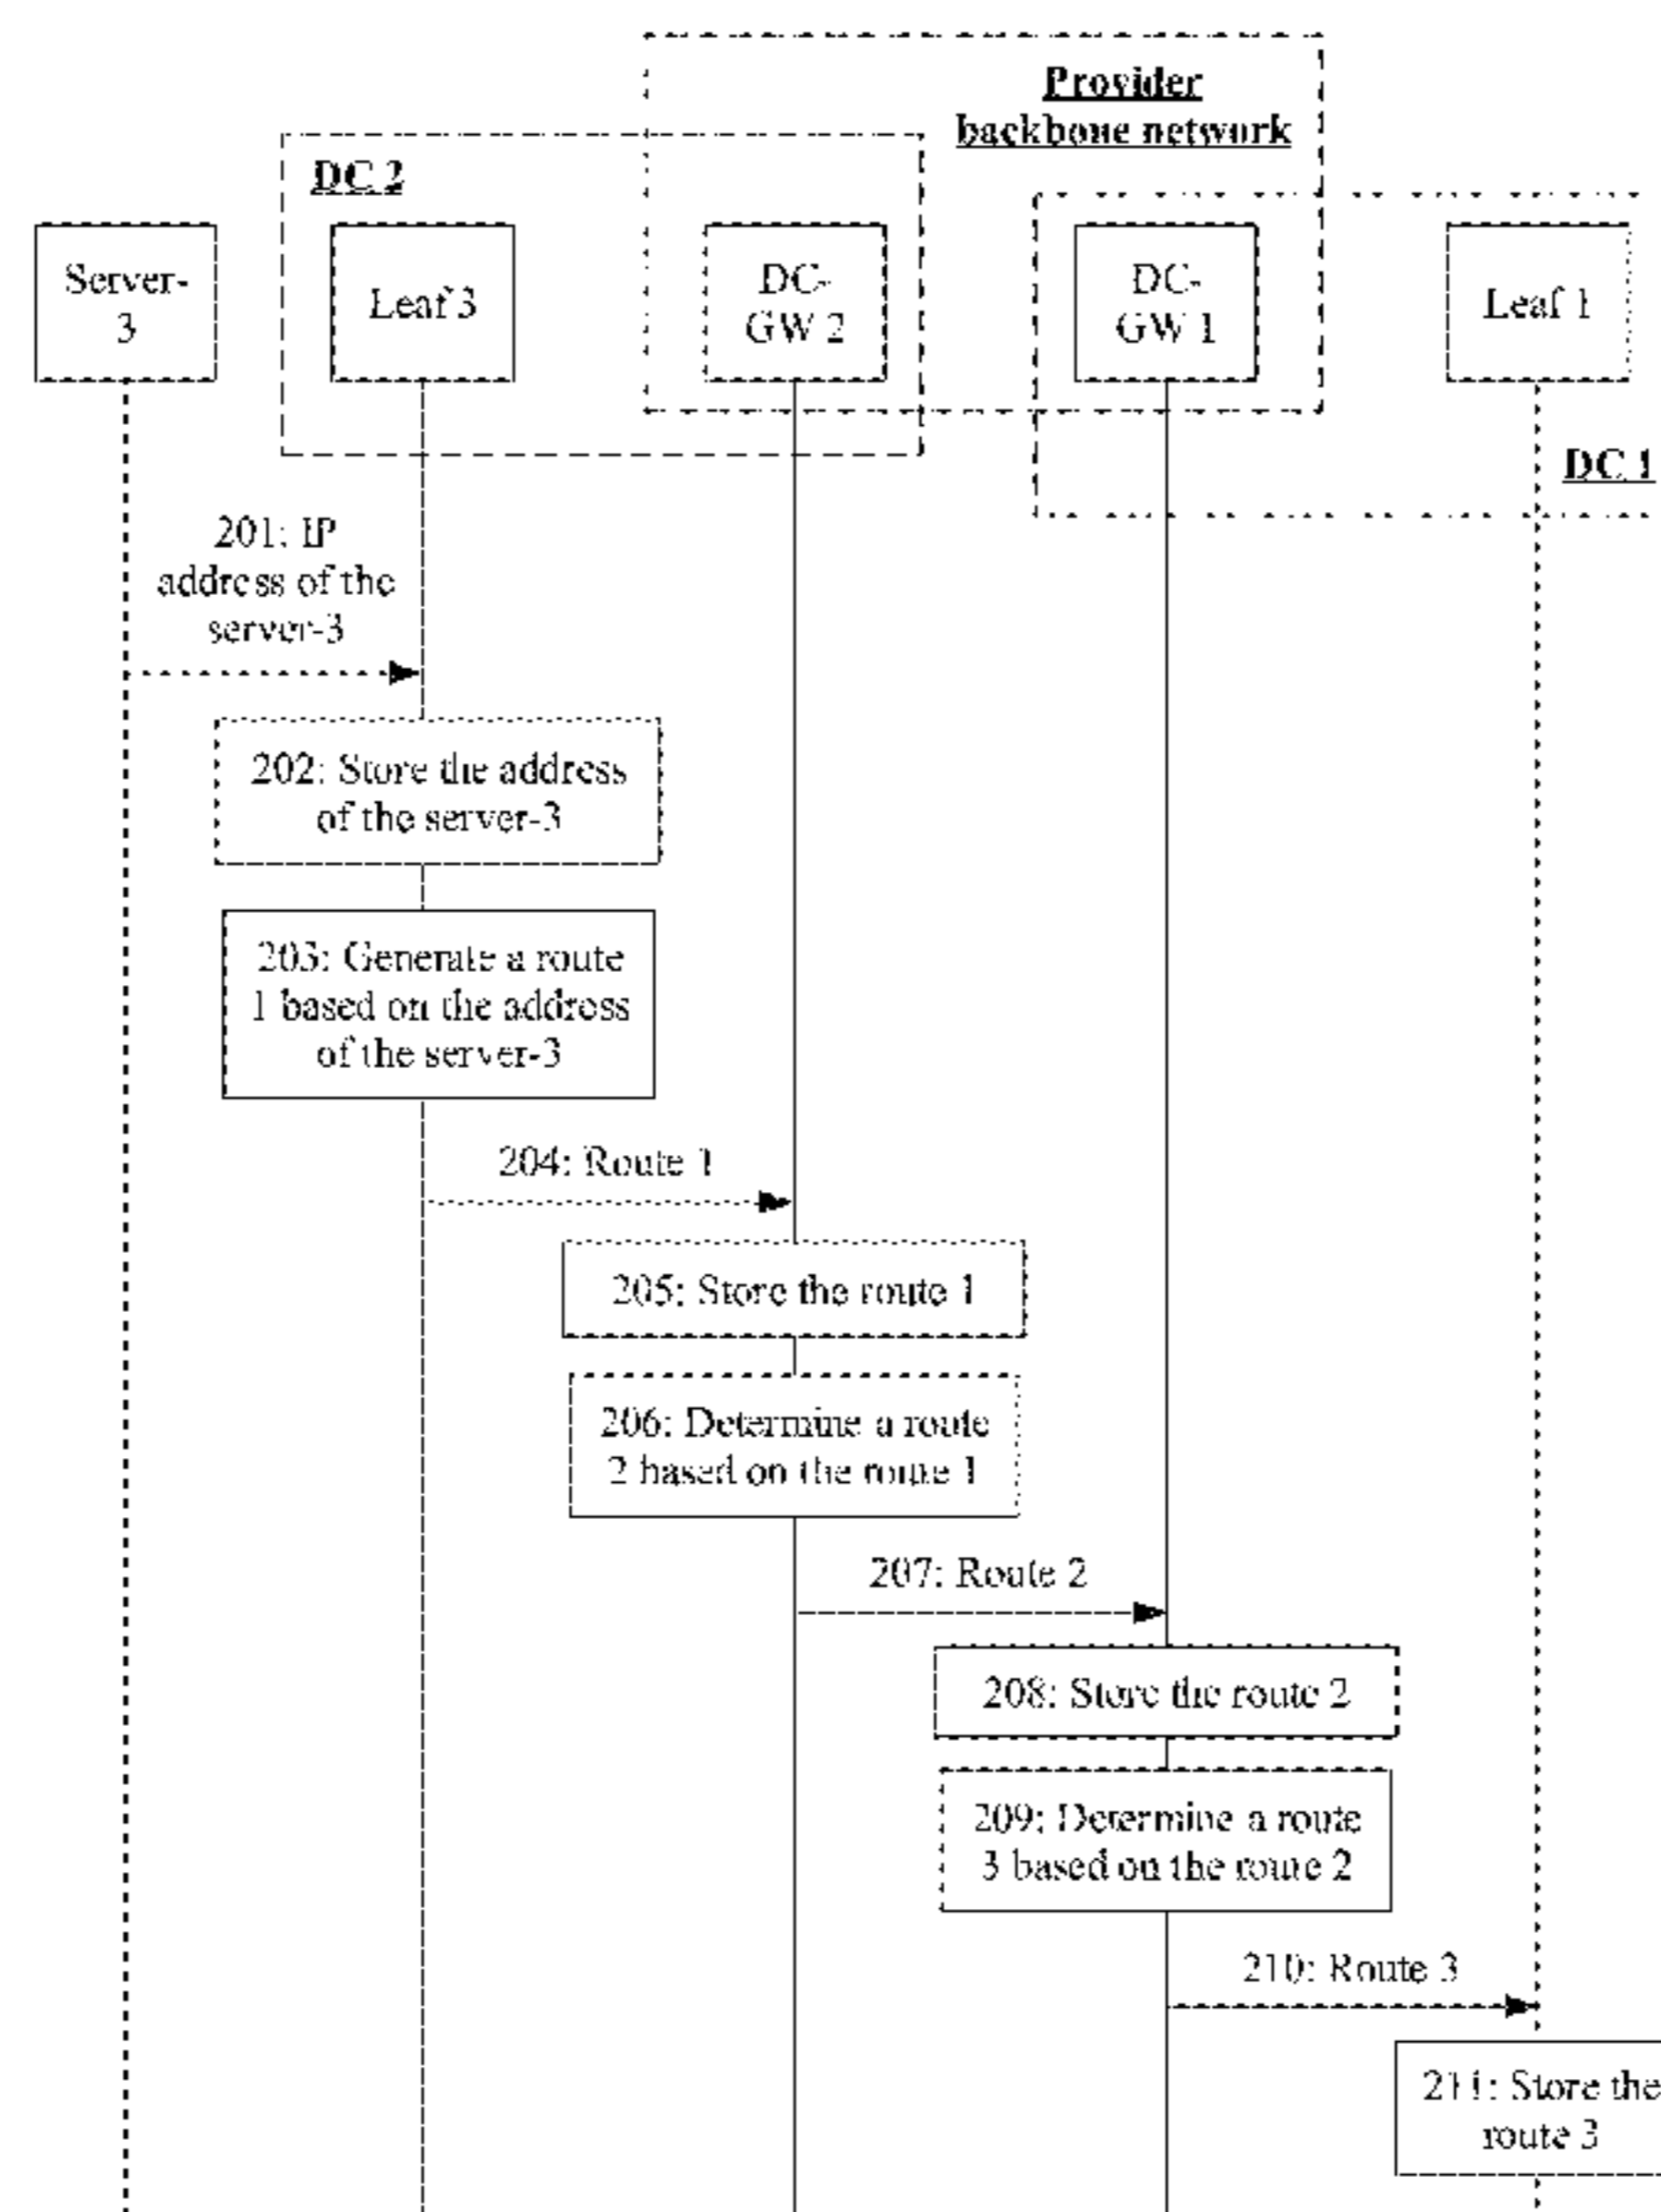 Provider
backbone network
DC 2
Server-
3
Leaf 3
DC-
GW 2
DC-
GW 1
Leaf 1
DC 1
201: IP
address of the
server-3
202: Store the address
of the server-3
203: Generate a route
1 based on the address
of the server-3
204: Route 1
205: Store the route 1
206: Determine a route
2 based on the route 1
207: Route 2
208: Store the route 2
209: Determine a route
3 based on the route 2
210: Route 3
211: Store the
route 3